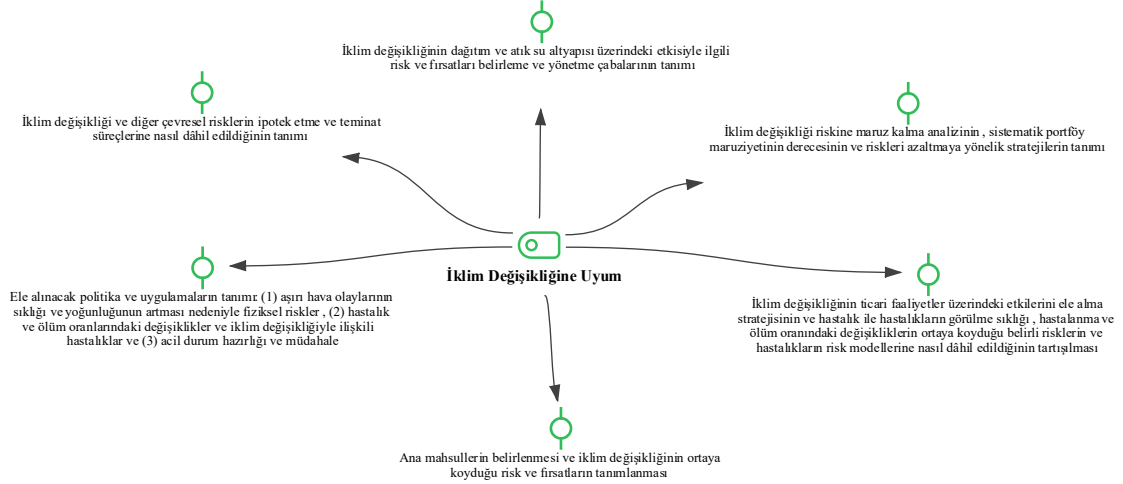 İklim değişikliğinin dağıtım ve atık su altyapısı üzerindeki etkisiyle ilgili
risk ve fırsatları belirleme ve yönetme çabalarının tanımı
İklim değişikliği ve diğer çevresel risklerin ipotek etme ve teminat
süreçlerine nasıl dâhil edildiğinin tanımı
İklim değişikliği riskine maruz kalma analizinin , sistematik portföy
maruziyetinin derecesinin ve riskleri azaltmaya yönelik stratejilerin tanımı
İklim Değişikliğine Uyum
Ele alınacak politika ve uygulamaların tanımı: (1) aşırı hava olaylarının
sıklığı ve yoğunluğunun artması nedeniyle fiziksel riskler , (2) hastalık
ve ölüm oranlarındaki değişiklikler ve iklim değişikliğiyle ilişkili
hastalıklar ve (3) acil durum hazırlığı ve müdahale
İklim değişikliğinin ticari faaliyetler üzerindeki etkilerini ele alma
stratejisinin ve hastalık ile hastalıkların görülme sıklığı , hastalanma ve
ölüm oranındaki değişikliklerin ortaya koyduğu belirli risklerin ve
hastalıkların risk modellerine nasıl dâhil edildiğinin tartışılması
Ana mahsullerin belirlenmesi ve iklim değişikliğinin ortaya
koyduğu risk ve fırsatların tanımlanması